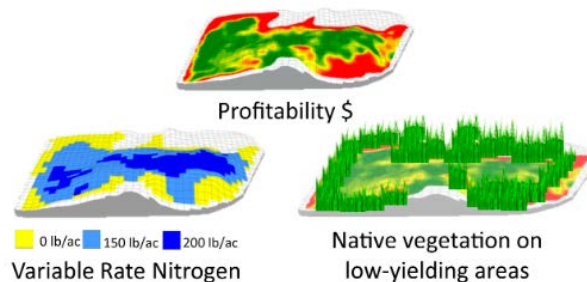 Profitability $
0 lb/ac 150 lb/ac 200 lb/ac
Variable Rate Nitrogen
Native vegetation on
low-yielding areas